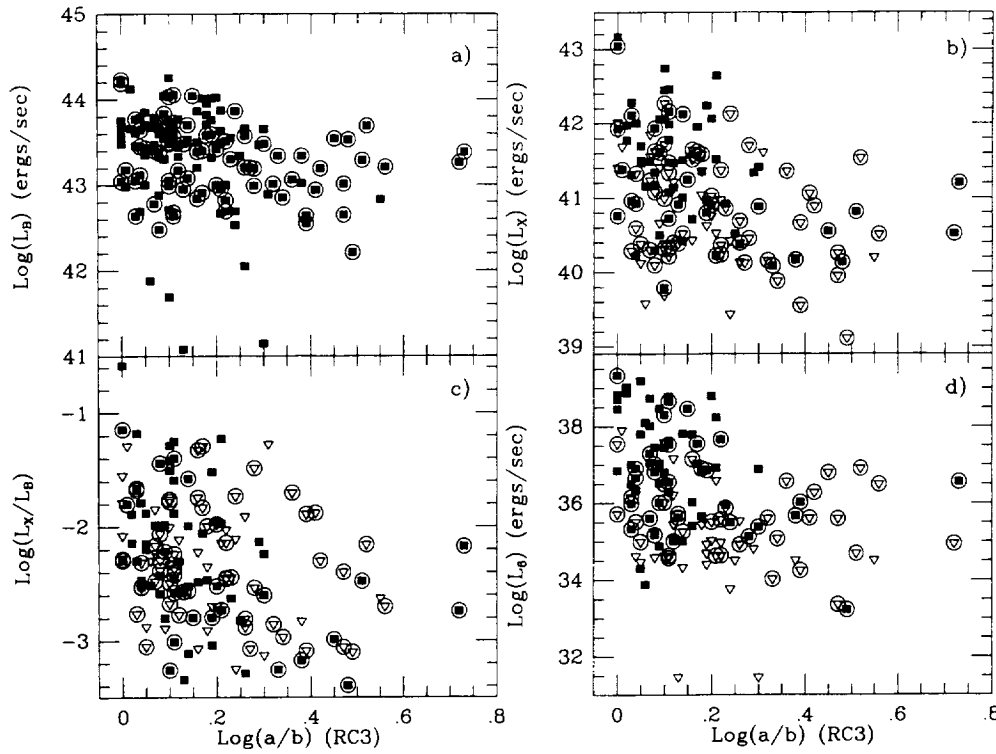 45
44
43
42
41
Log(L_B) (ergs/sec)
a)
43
42
41
40
39
Log(L_X) (ergs/sec)
b)
-1
-2
-3
Log(L_X/L_B)
c)
0 .2 .4 .6 .8
Log(a/b) (RC3)
38
36
34
32
Log(L_6) (ergs/sec)
d)
0 .2 .4 .6 .8
Log(a/b) (RC3)